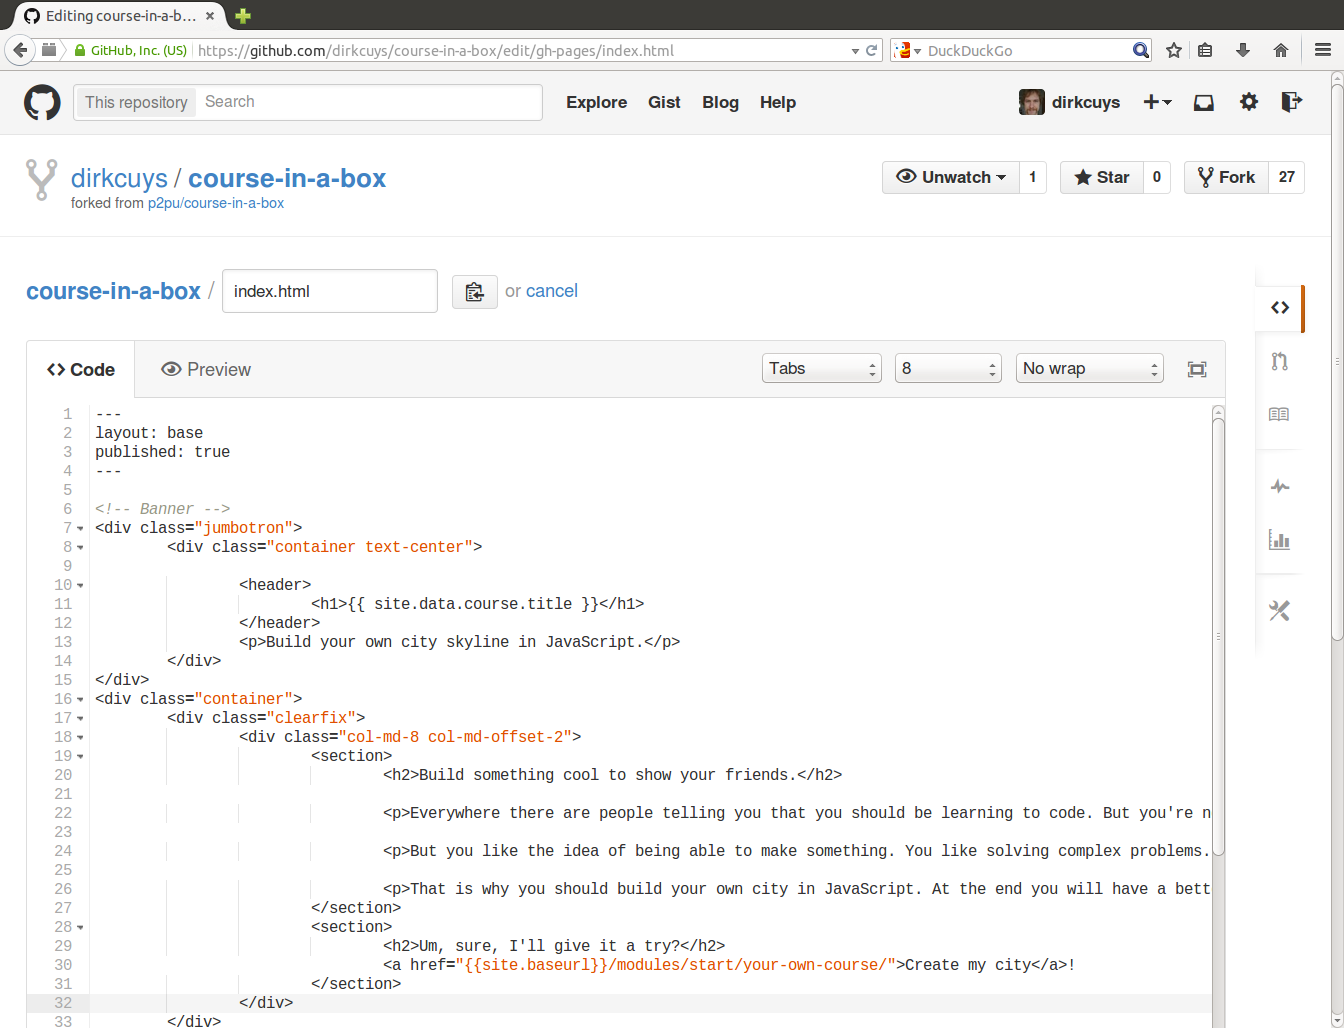 Editing course-in-a-b...
GitHub, Inc. (US) https://github.com/dirkcuys/course-in-a-box/edit/gh-pages/index.html DuckDuckGo
This repository Search Explore Gist Blog Help dirkcuys
dirkcuys / course-in-a-box Unwatch 1 Star 0 Fork 27
forked from p2pu/course-in-a-box
course-in-a-box / index.html or cancel
Code Preview Tabs 8 No wrap
1 ---
2 layout: base
3 published: true
4 ---
5
6 <!-- Banner -->
7 <div class="jumbotron">
8 <div class="container text-center">
9
10 <header>
11 <h1>{{ site.data.course.title }}</h1>
12 </header>
13 <p>Build your own city skyline in JavaScript.</p>
14 </div>
15 </div>
16 <div class="container">
17 <div class="clearfix">
18 <div class="col-md-8 col-md-offset-2">
19 <section>
20 <h2>Build something cool to show your friends.</h2>
21
22 <p>Everywhere there are people telling you that you should be learning to code. But you're n
23
24 <p>But you like the idea of being able to make something. You like solving complex problems.
25
26 <p>That is why you should build your own city in JavaScript. At the end you will have a bett
27 </section>
28 <section>
29 <h2>Um, sure, I'll give it a try?</h2>
30 <a href="{{site.baseurl}}/modules/start/your-own-course/">Create my city</a>!
31 </section>
32 </div>
33 </div>